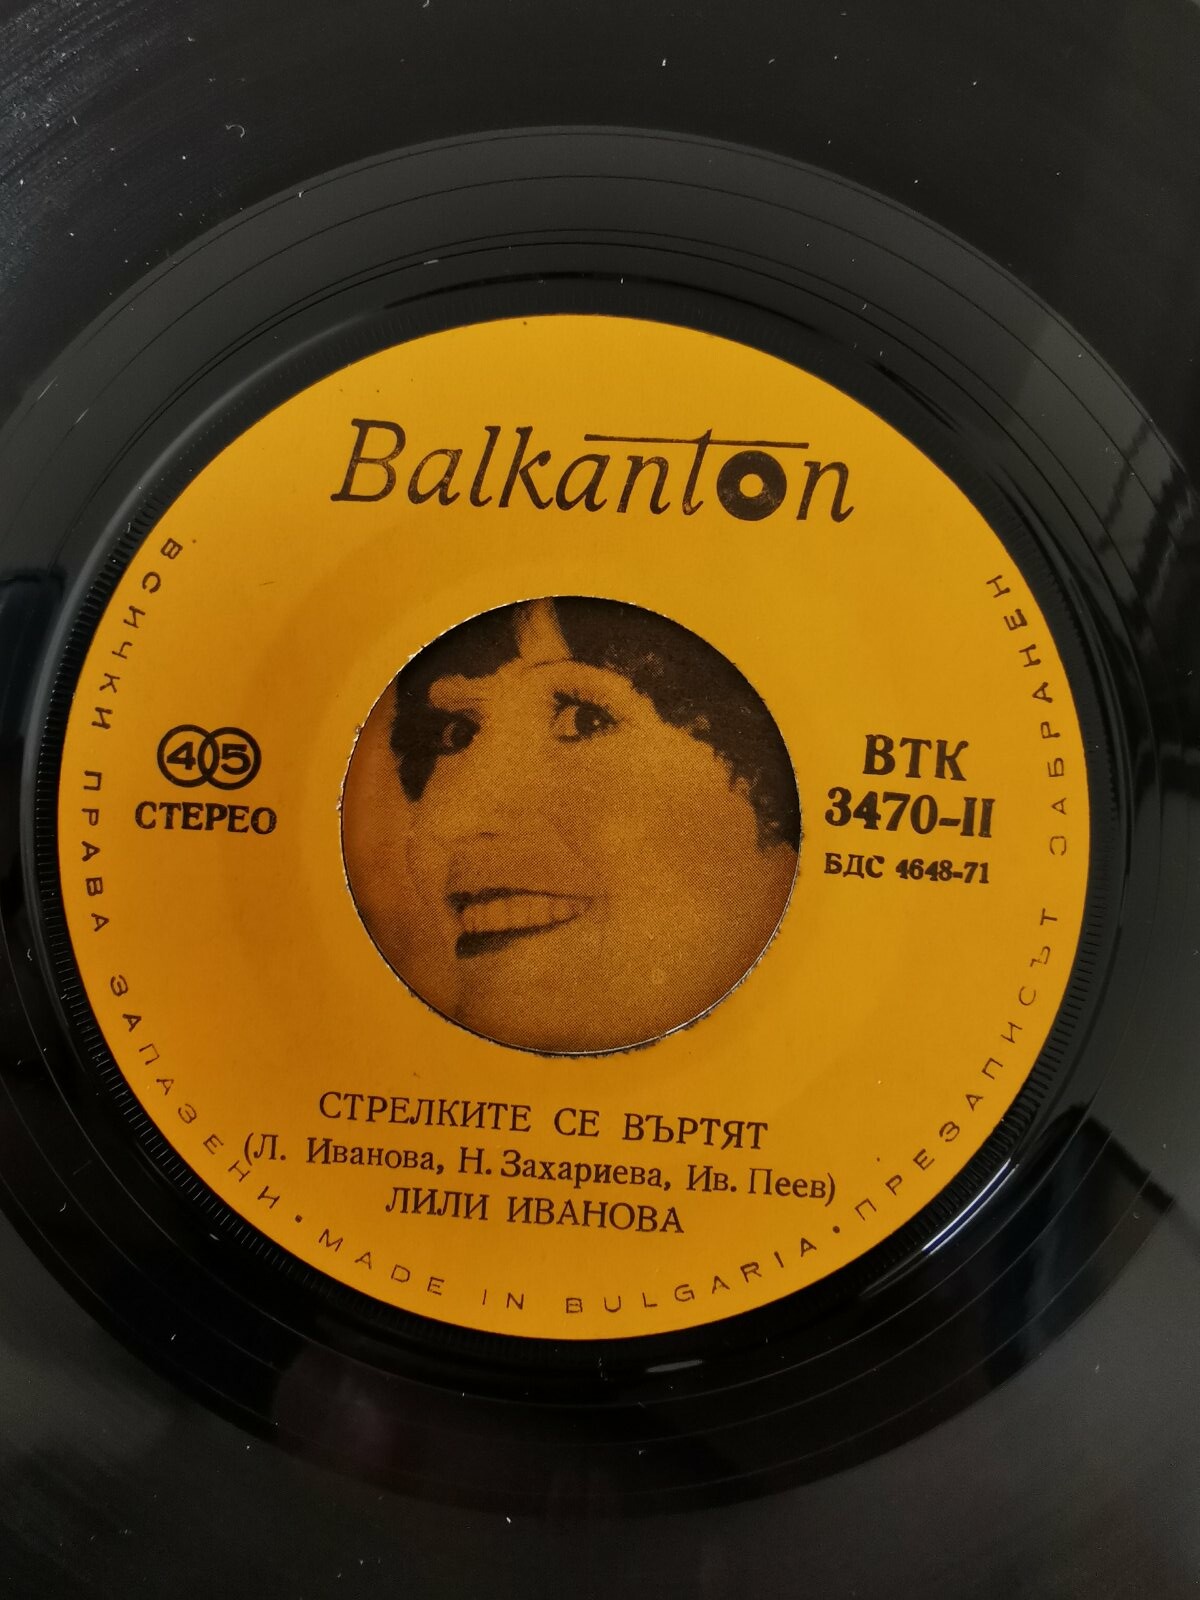 Balkanton
45
СТЕРЕО
ВТК
3470-II
БДС 4648-71
СТРЕЛКИТЕ СЕ ВЪРТЯТ
(Л. Иванова, Н. Захариева, Ив. Пеев)
ЛИЛИ ИВАНОВА
ВСИЧКИ ПРАВА ЗАПАЗЕНИ • MADE IN BULGARIA • ПРЕЗАПИСЪТ ЗАБРАНЕН